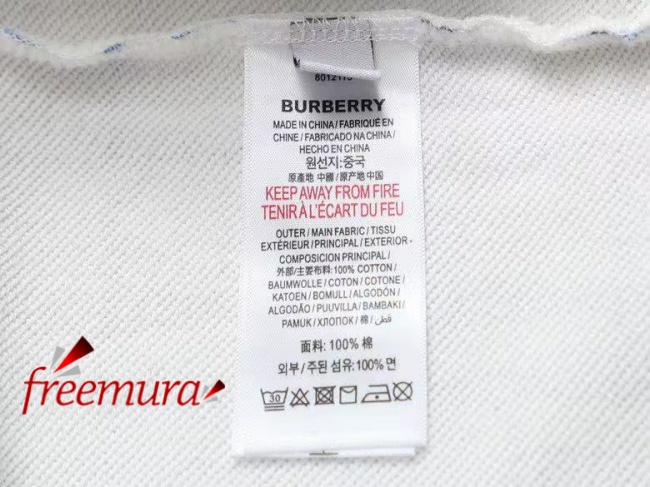 BURBERRY
MADE IN CHINA / FABRIQUÉ EN
CHINE / FABRICADO NA CHINA /
HECHO EN CHINA
원선지:중국
原產地 中國 / 原产地 中国
KEEP AWAY FROM FIRE
TENIR À L'ÉCART DU FEU
OUTER / MAIN FABRIC / TISSU
EXTÉRIEUR / PRINCIPAL / EXTERIOR -
COMPOSICION PRINCIPAL /
外部/主要布料: 100% COTTON /
BAUMWOLLE / COTON / COTONE /
KATOEN / BOMULL / ALGODÓN /
ALGODÃO / PUUVILLA / BAMBAKI /
PAMUK / ХЛОПОК / 棉 / قطن
面料: 100% 棉
외부 / 주된 섬유: 100% 면
30
freemura